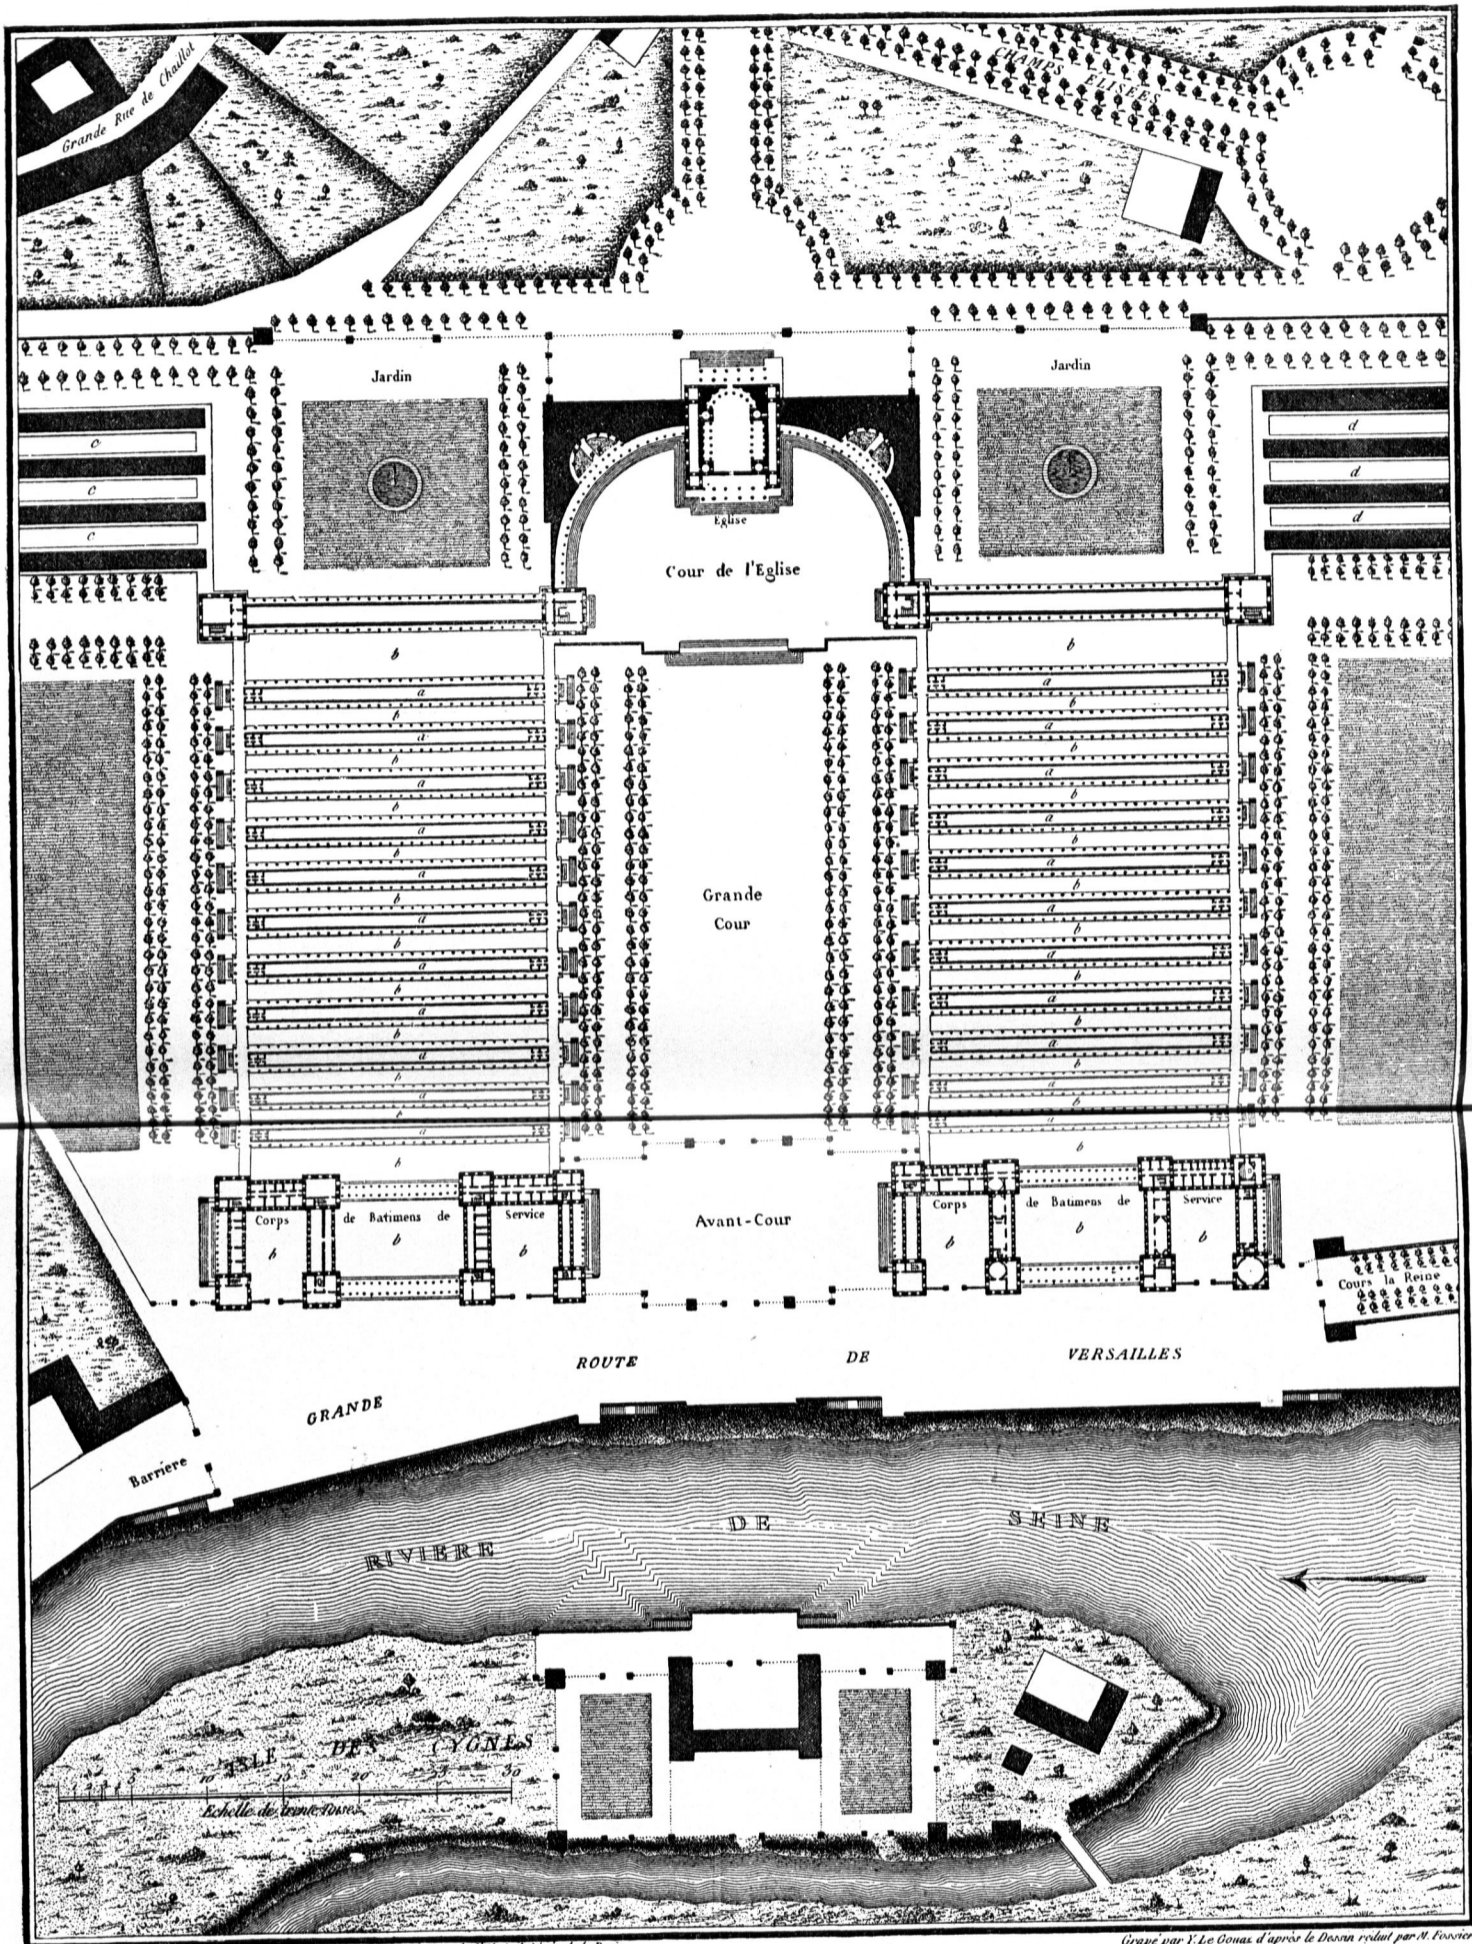 Grande Rue de Chaillot
CHAMPS ELISEES
Jardin
Jardin
c
c
c
d
d
d
Eglise
Cour de l'Eglise
b
b
a
a
b
b
a
a
b
b
a
a
b
b
a
a
b
b
a
a
b
b
a
a
b
b
Grande
Cour
a
a
b
b
a
a
b
b
a
a
b
b
a
a
b
b
a
a
b
b
Corps de Batimens de Service
b b b
Avant-Cour
Corps de Batimens de Service
b b b
Cours la Reine
GRANDE ROUTE DE VERSAILLES
Barriere
RIVIERE DE SEINE
ISLE DES CYGNES
5 10 15 20 25 30
Echelle de trente Toises
Gravé par Y. Le Gouaz d'après le Dessin réduit par M. Fossier